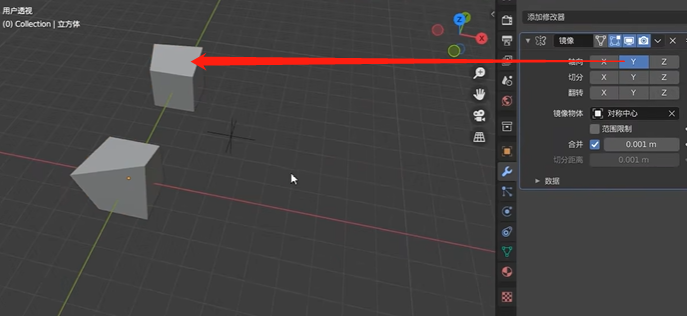 用户透视
(0) Collection | 立方体
Z
X
添加修改器
镜像
轴向 X Y Z
切分 X Y Z
翻转 X Y Z
镜像物体 对称中心
范围限制
合并 0.001 m
切分距离 0.001 m
数据